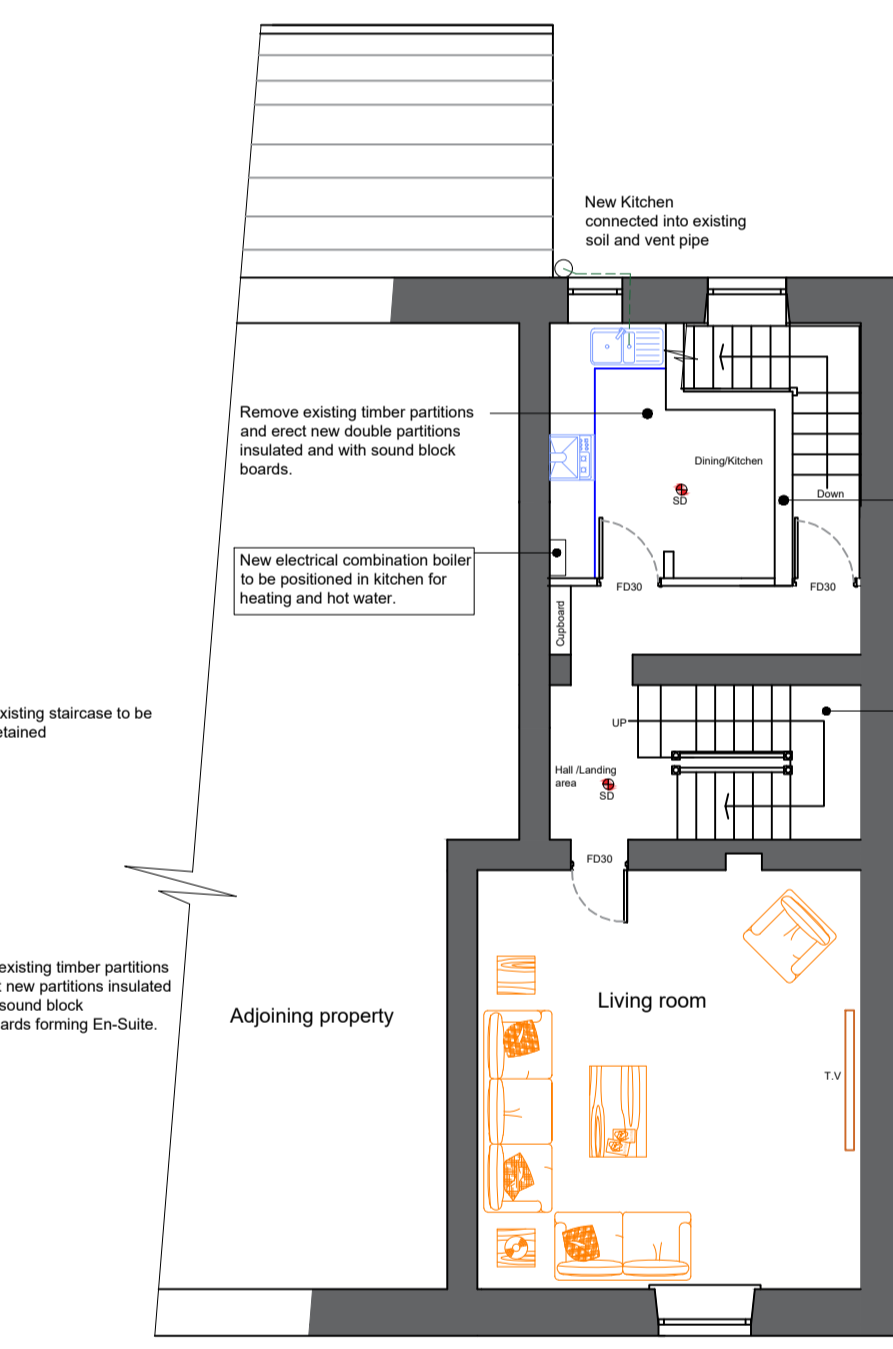 New Kitchen
connected into existing
soil and vent pipe
Remove existing timber partitions
and erect new double partitions
insulated and with sound block
boards.
Dining/Kitchen
SD
Down
New electrical combination boiler
to be positioned in kitchen for
heating and hot water.
FD30
FD30
Cupboard
xisting staircase to be
etained
UP
Hall /Landing
area
SD
FD30
existing timber partitions
t new partitions insulated
sound block
ards forming En-Suite.
Adjoining property
Living room
T.V